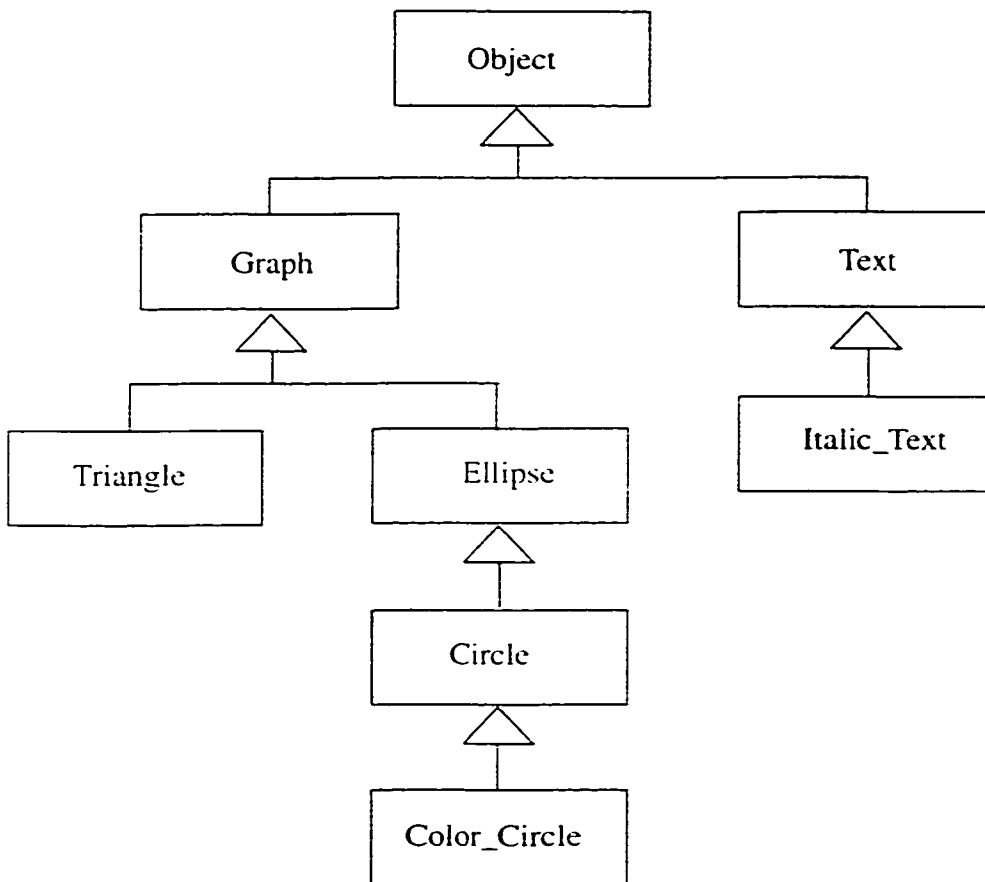 Object
Graph
Text
Triangle
Ellipse
Italic_Text
Circle
Color_Circle